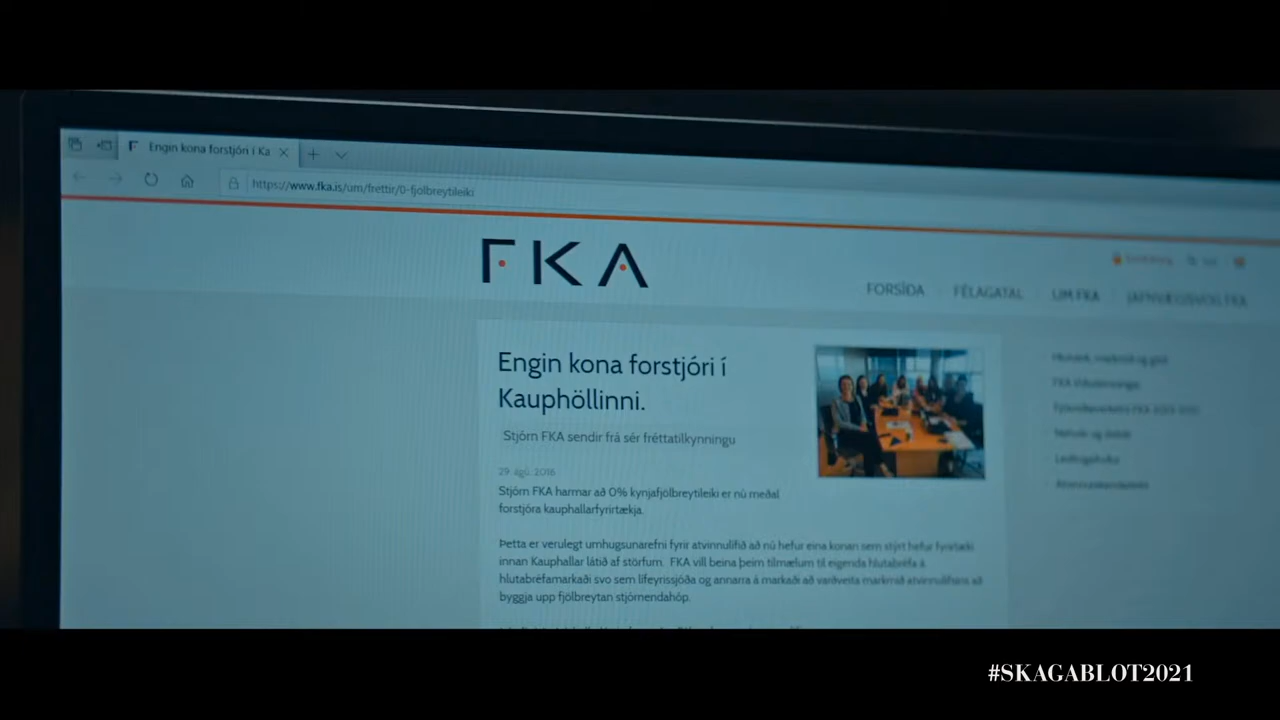 Engin kona forstjóri í Ka
https://www.fka.is/um/frettir/0-fjolbreytileiki
FKA
FORSÍÐA FÉLAGATAL UM FKA JAFNVÆGISVOG FKA
Engin kona forstjóri í
Kauphöllinni.
Stjórn FKA sendir frá sér fréttatilkynningu
29. ágú. 2016
Stjórn FKA harmar að 0% kynjafjölbreytileiki er nú meðal
forstjóra kauphallarfyrirtækja.
Þetta er verulegt umhugsunarefni fyrir atvinnulífið að nú hefur eina konan sem stýrt hefur fyrirtæki
innan Kauphallar látið af störfum. FKA vill beina þeim tilmælum til eigenda hlutabréfa á
hlutabréfamarkaði svo sem lífeyrissjóða og annarra á markaði að varðveita markmið atvinnulífsins að
byggja upp fjölbreytan stjórnendahóp.
#SKAGABLOT2021